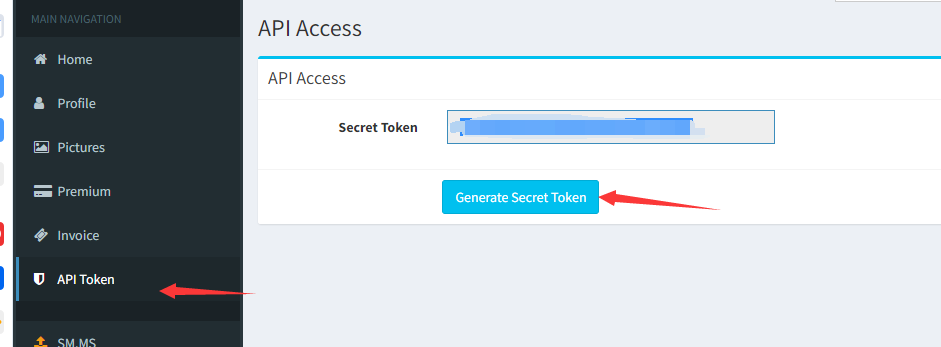 MAIN NAVIGATION
Home
Profile
Pictures
Premium
Invoice
API Token
SM.MS
API Access
API Access
Secret Token
Generate Secret Token